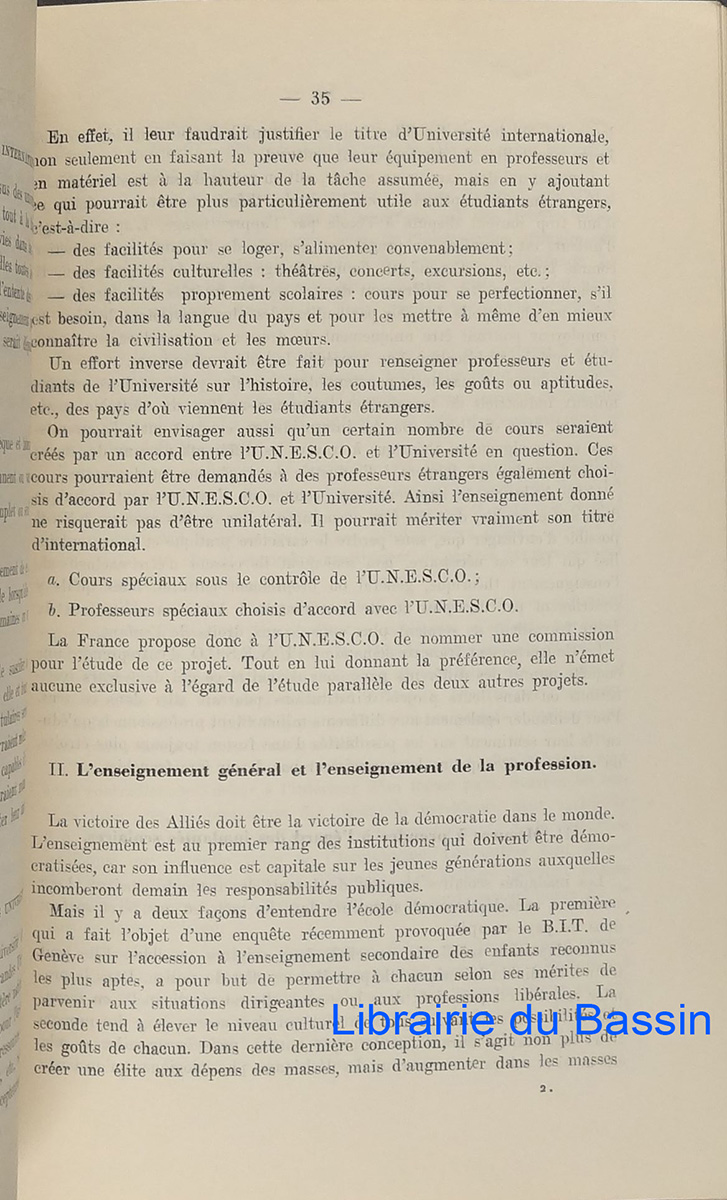 — 35 —
En effet, il leur faudrait justifier le titre d'Université internationale,
non seulement en faisant la preuve que leur équipement en professeurs et
en matériel est à la hauteur de la tâche assumée, mais en y ajoutant
ce qui pourrait être plus particulièrement utile aux étudiants étrangers,
c'est-à-dire :
— des facilités pour se loger, s'alimenter convenablement;
— des facilités culturelles : théâtres, concerts, excursions, etc.;
— des facilités proprement scolaires : cours pour se perfectionner, s'il
est besoin, dans la langue du pays et pour les mettre à même d'en mieux
connaître la civilisation et les mœurs.
Un effort inverse devrait être fait pour renseigner professeurs et étu-
diants de l'Université sur l'histoire, les coutumes, les goûts ou aptitudes,
etc., des pays d'où viennent les étudiants étrangers.
On pourrait envisager aussi qu'un certain nombre de cours seraient
créés par un accord entre l'U.N.E.S.C.O. et l'Université en question. Ces
cours pourraient être demandés à des professeurs étrangers également choi-
sis d'accord par l'U.N.E.S.C.O. et l'Université. Ainsi l'enseignement donné
ne risquerait pas d'être unilatéral. Il pourrait mériter vraiment son titre
d'international.
a. Cours spéciaux sous le contrôle de l'U.N.E.S.C.O.;
b. Professeurs spéciaux choisis d'accord avec l'U.N.E.S.C.O.
La France propose donc à l'U.N.E.S.C.O. de nommer une commission
pour l'étude de ce projet. Tout en lui donnant la préférence, elle n'émet
aucune exclusive à l'égard de l'étude parallèle des deux autres projets.
II. L'enseignement général et l'enseignement de la profession.
La victoire des Alliés doit être la victoire de la démocratie dans le monde.
L'enseignement est au premier rang des institutions qui doivent être démo-
cratisées, car son influence est capitale sur les jeunes générations auxquelles
incomberont demain les responsabilités publiques.
Mais il y a deux façons d'entendre l'école démocratique. La première
qui a fait l'objet d'une enquête récemment provoquée par le B.I.T. de
Genève sur l'accession à l'enseignement secondaire des enfants reconnus
les plus aptes, a pour but de permettre à chacun selon ses mérites de
parvenir aux situations dirigeantes ou aux professions libérales. La
seconde tend à élever le niveau culturel de tous suivant les possibilités et
les goûts de chacun. Dans cette dernière conception, il s'agit non plus de
créer une élite aux dépens des masses, mais d'augmenter dans les masses
2.
Librairie du Bassin